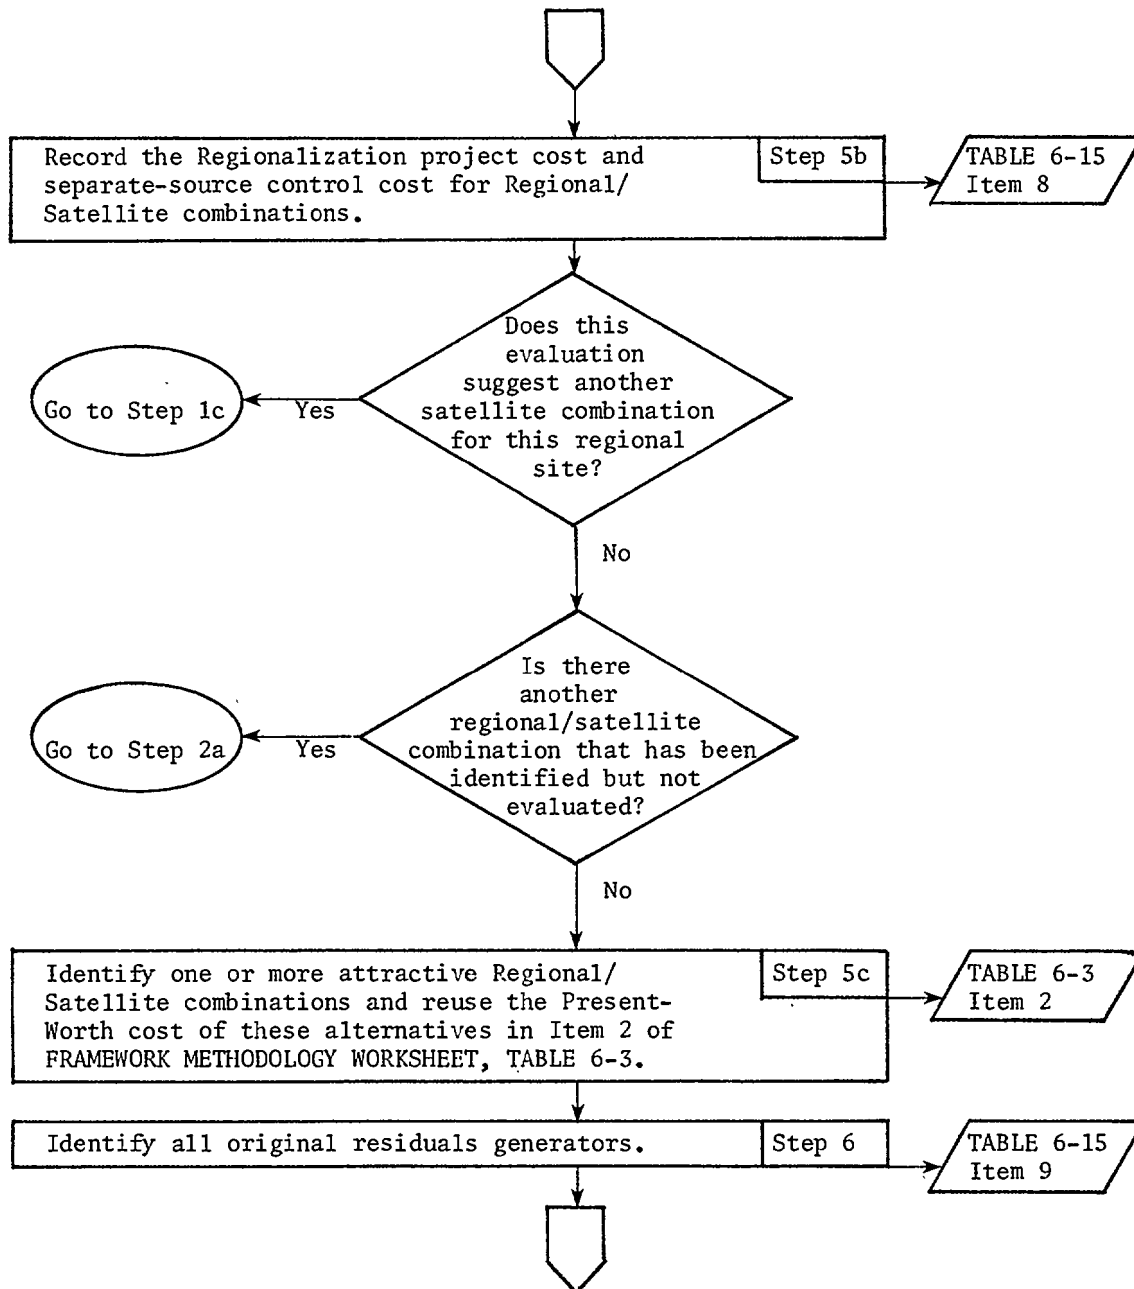 Record the Regionalization project cost and
separate-source control cost for Regional/
Satellite combinations.
Step 5b
TABLE 6-15
Item 8
Does this
evaluation
suggest another
satellite combination
for this regional
site?
Yes
Go to Step 1c
No
Is there
another
regional/satellite
combination that has been
identified but not
evaluated?
Yes
Go to Step 2a
No
Identify one or more attractive Regional/
Satellite combinations and reuse the Present-
Worth cost of these alternatives in Item 2 of
FRAMEWORK METHODOLOGY WORKSHEET, TABLE 6-3.
Step 5c
TABLE 6-3
Item 2
Identify all original residuals generators.
Step 6
TABLE 6-15
Item 9